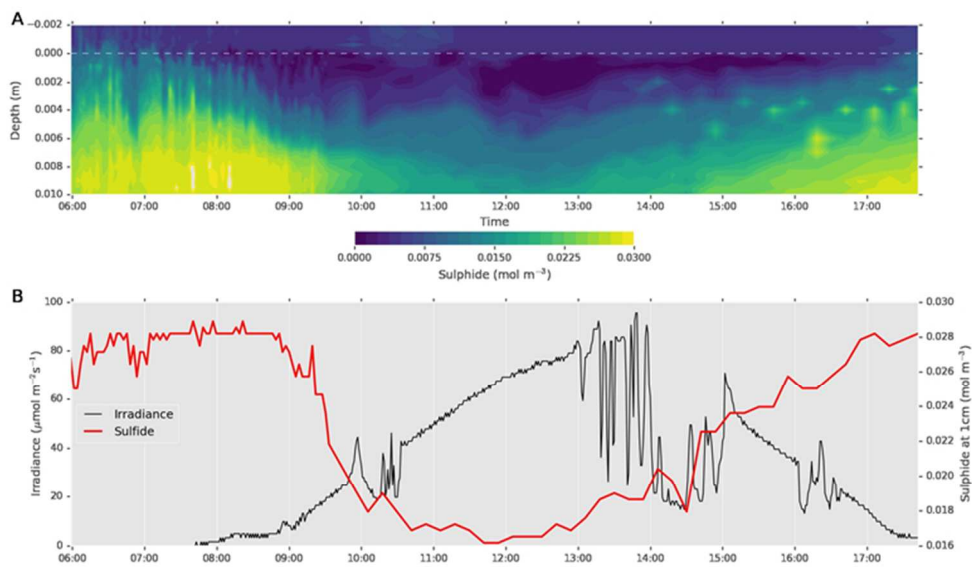 A
−0.002
0.000
0.002
0.004
0.006
0.008
0.010
Depth (m)
06:00 07:00 08:00 09:00 10:00 11:00 12:00 13:00 14:00 15:00 16:00 17:00
Time
0.0000 0.0075 0.0150 0.0225 0.0300
Sulphide (mol m⁻³)
B
100
80
60
40
20
0
Irradiance (μmol m⁻²s⁻¹)
Irradiance
Sulfide
0.030
0.028
0.026
0.024
0.022
0.020
0.018
0.016
Sulphide at 1cm (mol m⁻³)
06:00 07:00 08:00 09:00 10:00 11:00 12:00 13:00 14:00 15:00 16:00 17:00